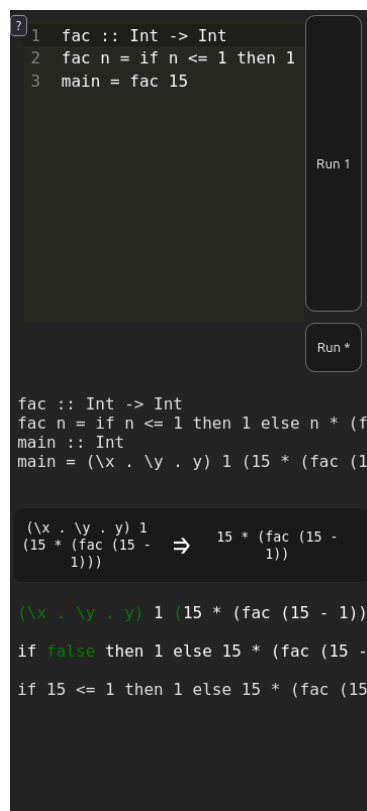 ?
1 fac :: Int -> Int
2 fac n = if n <= 1 then 1
3 main = fac 15
Run 1
Run *
fac :: Int -> Int
fac n = if n <= 1 then 1 else n * (f
main :: Int
main = (\x . \y . y) 1 (15 * (fac (1
(\x . \y . y) 1
(15 * (fac (15 -
1)))
⇒
15 * (fac (15 -
1))
(\x . \y . y) 1 (15 * (fac (15 - 1))
if false then 1 else 15 * (fac (15 -
if 15 <= 1 then 1 else 15 * (fac (15